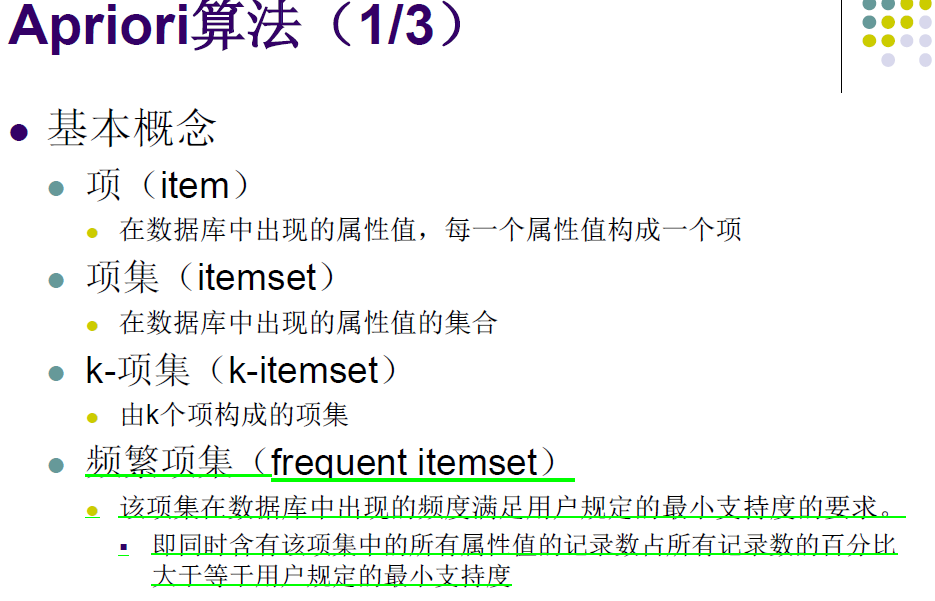 Apriori算法（1/3）
基本概念
项（item）
在数据库中出现的属性值，每一个属性值构成一个项
项集（itemset）
在数据库中出现的属性值的集合
k-项集（k-itemset）
由k个项构成的项集
频繁项集（frequent itemset）
该项集在数据库中出现的频度满足用户规定的最小支持度的要求。
即同时含有该项集中的所有属性值的记录数占所有记录数的百分比
大于等于用户规定的最小支持度